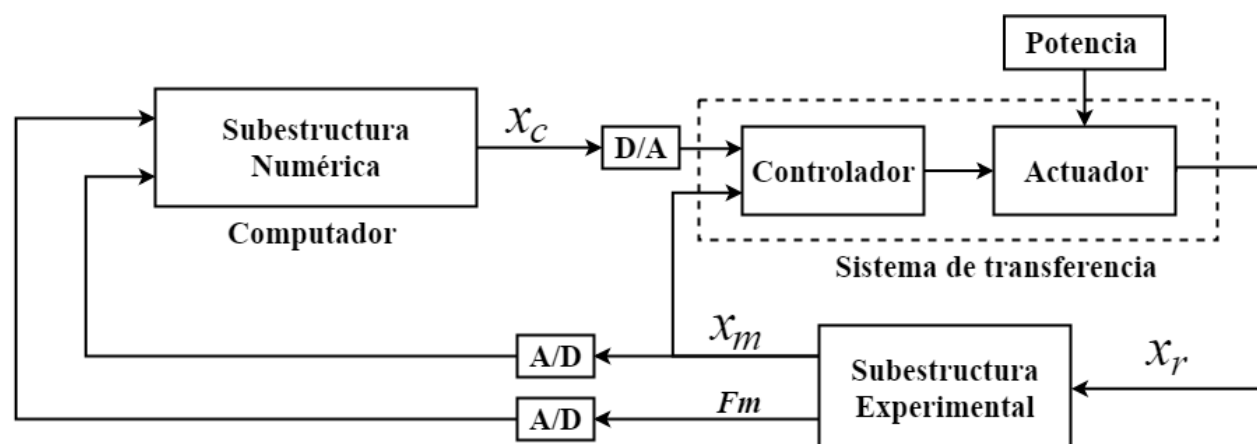 Potencia
Subestructura
Numérica
x_c
D/A
Controlador
Actuador
Computador
Sistema de transferencia
x_m
A/D
x_r
Subestructura
Experimental
Fm
A/D